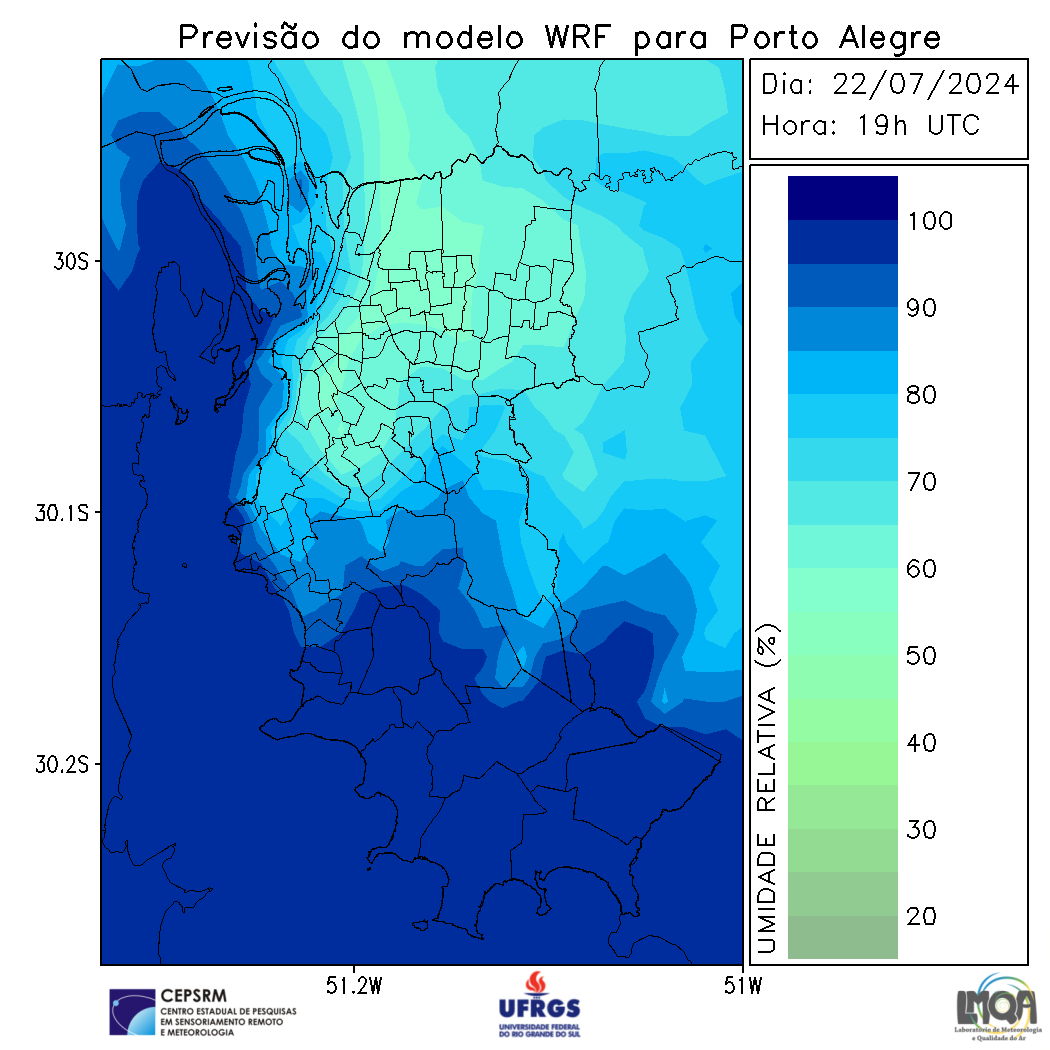 Previsão do modelo WRF para Porto Alegre
Dia: 22/07/2024
Hora: 19h UTC
100
90
80
70
60
50
40
30
20
UMIDADE RELATIVA (%)
30S
30.1S
30.2S
51.2W
51W
CEPSRM
CENTRO ESTADUAL DE PESQUISAS
EM SENSORIAMENTO REMOTO
E METEOROLOGIA
UFRGS
UNIVERSIDADE FEDERAL
DO RIO GRANDE DO SUL
LMQA
Laboratório de Meteorologia
e Qualidade do Ar